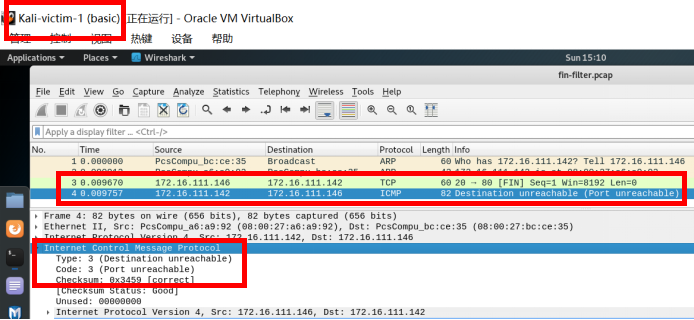 Kali-victim-1 (basic) [正在运行] - Oracle VM VirtualBox
管理 控制 视图 热键 设备 帮助
Applications Places Wireshark Sun 15:10
fin-filter.pcap
File Edit View Go Capture Analyze Statistics Telephony Wireless Tools Help
Apply a display filter ... <Ctrl-/>
No. Time Source Destination Protocol Length Info
1 0.000000 PcsCompu_bc:ce:35 Broadcast ARP 60 Who has 172.16.111.142? Tell 172.16.111.146
3 0.009670 172.16.111.146 172.16.111.142 TCP 60 20 → 80 [FIN] Seq=1 Win=8192 Len=0
4 0.009757 172.16.111.142 172.16.111.146 ICMP 82 Destination unreachable (Port unreachable)
Frame 4: 82 bytes on wire (656 bits), 82 bytes captured (656 bits)
Ethernet II, Src: PcsCompu_a6:a9:92 (08:00:27:a6:a9:92), Dst: PcsCompu_bc:ce:35 (08:00:27:bc:ce:35)
Internet Protocol Version 4, Src: 172.16.111.142, Dst: 172.16.111.146
Internet Control Message Protocol
Type: 3 (Destination unreachable)
Code: 3 (Port unreachable)
Checksum: 0x3459 [correct]
[Checksum Status: Good]
Unused: 00000000
Internet Protocol Version 4, Src: 172.16.111.146, Dst: 172.16.111.142